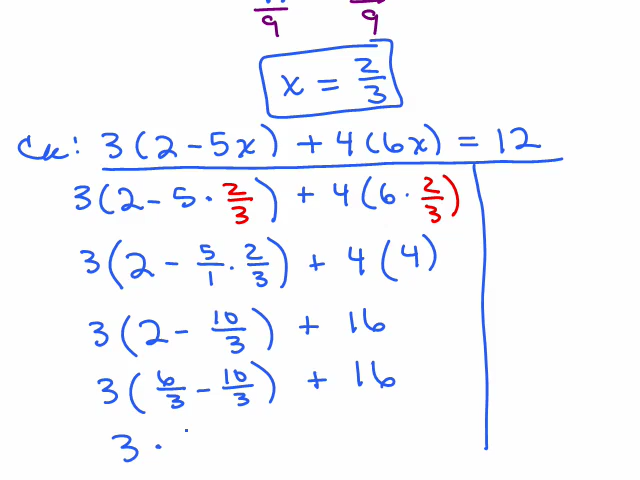 9 9
x = 2/3
Ck: 3(2 - 5x) + 4(6x) = 12
3(2 - 5 · 2/3) + 4(6 · 2/3)
3(2 - 5/1 · 2/3) + 4(4)
3(2 - 10/3) + 16
3(6/3 - 10/3) + 16
3 ·